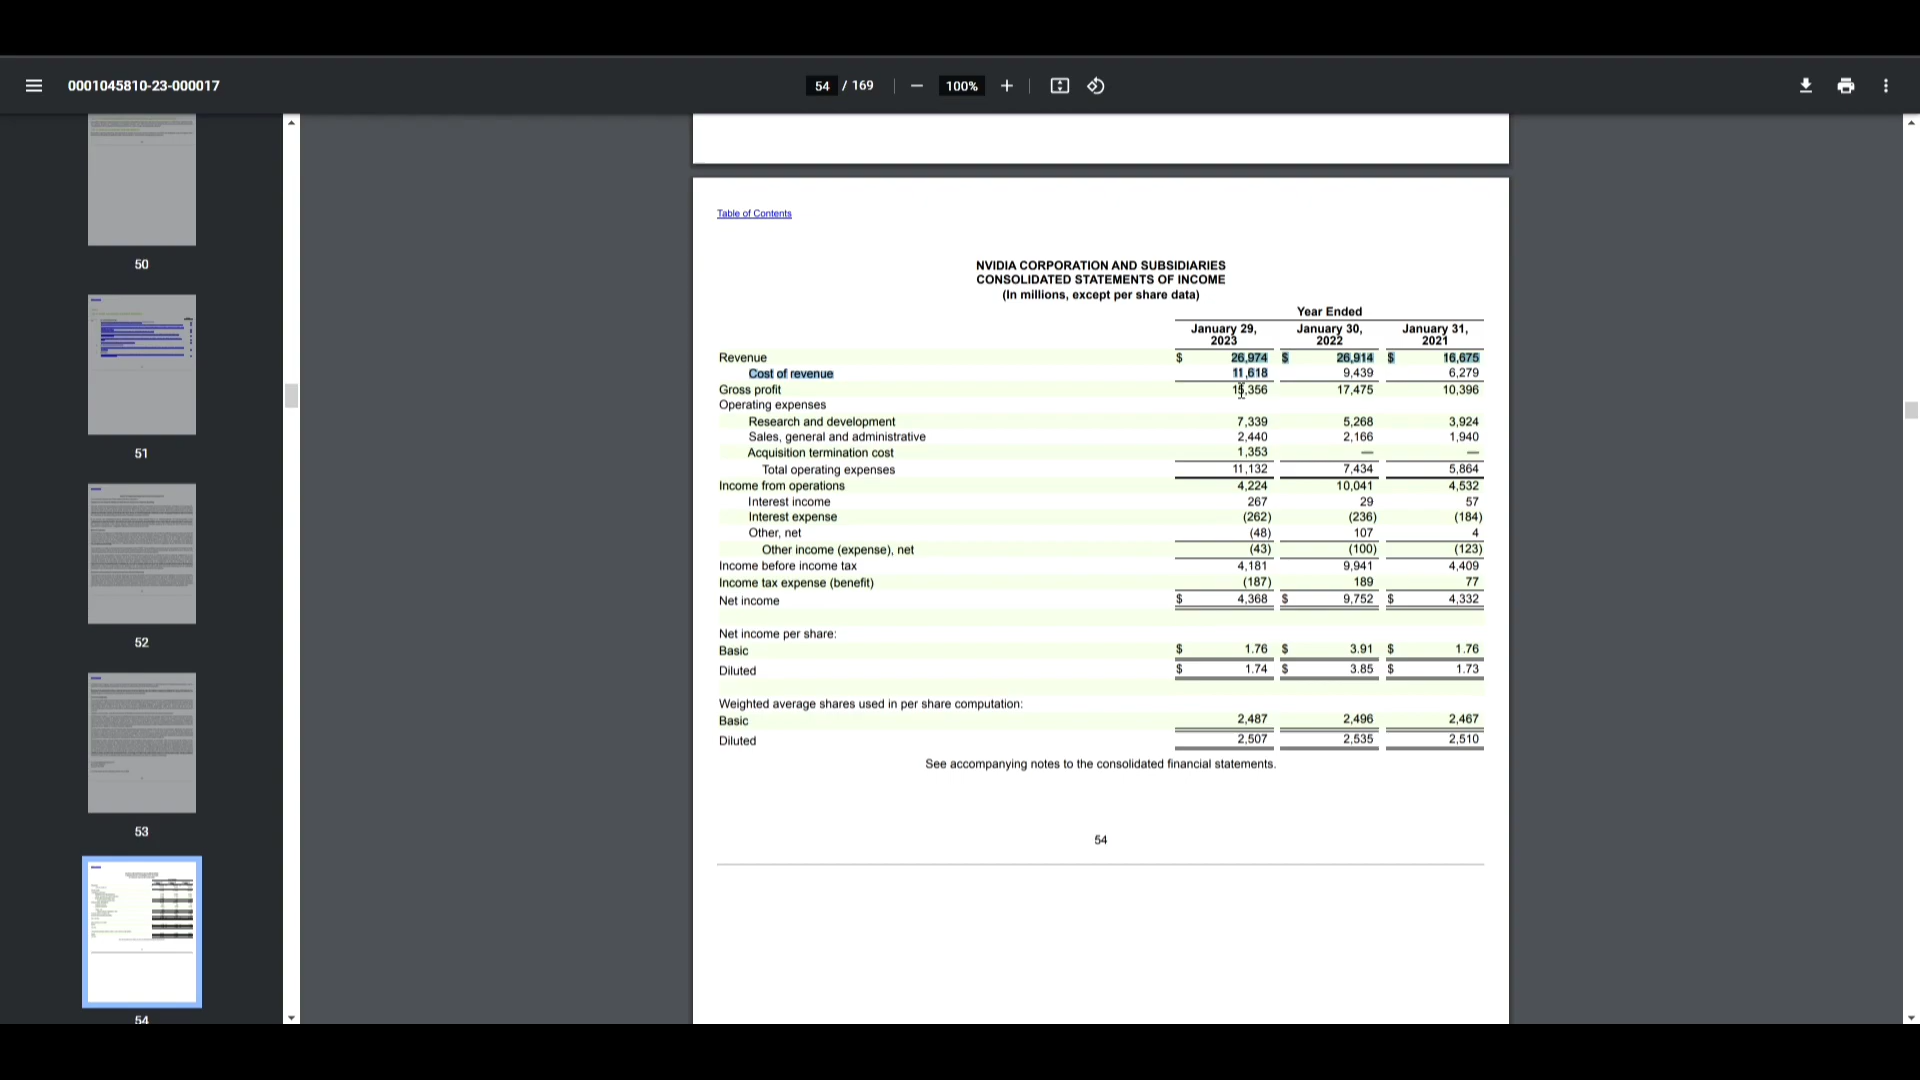 0001045810-23-000017
54 / 169
100%
50
51
52
53
54
Table of Contents
NVIDIA CORPORATION AND SUBSIDIARIES
CONSOLIDATED STATEMENTS OF INCOME
(In millions, except per share data)
Year Ended
January 29, 2023 January 30, 2022 January 31, 2021
Revenue $ 26,974 $ 26,914 $ 16,675
Cost of revenue 11,618 9,439 6,279
Gross profit 15,356 17,475 10,396
Operating expenses
Research and development 7,339 5,268 3,924
Sales, general and administrative 2,440 2,166 1,940
Acquisition termination cost 1,353 — —
Total operating expenses 11,132 7,434 5,864
Income from operations 4,224 10,041 4,532
Interest income 267 29 57
Interest expense (262) (236) (184)
Other, net (48) 107 4
Other income (expense), net (43) (100) (123)
Income before income tax 4,181 9,941 4,409
Income tax expense (benefit) (187) 189 77
Net income $ 4,368 $ 9,752 $ 4,332
Net income per share:
Basic $ 1.76 $ 3.91 $ 1.76
Diluted $ 1.74 $ 3.85 $ 1.73
Weighted average shares used in per share computation:
Basic 2,487 2,496 2,467
Diluted 2,507 2,535 2,510
See accompanying notes to the consolidated financial statements.
54